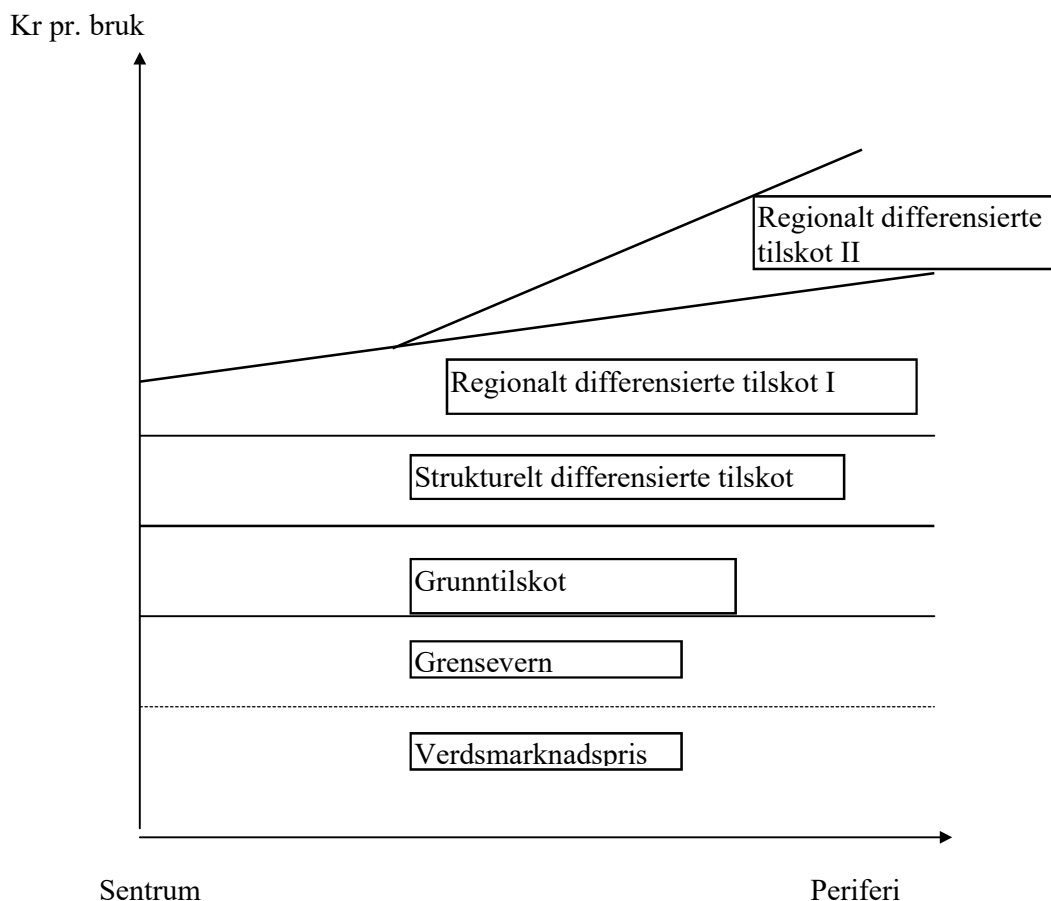 Kr pr. bruk
Regionalt differensierte
tilskot II
Regionalt differensierte tilskot I
Strukturelt differensierte tilskot
Grunntilskot
Grensevern
Verdsmarknadspris
Sentrum
Periferi